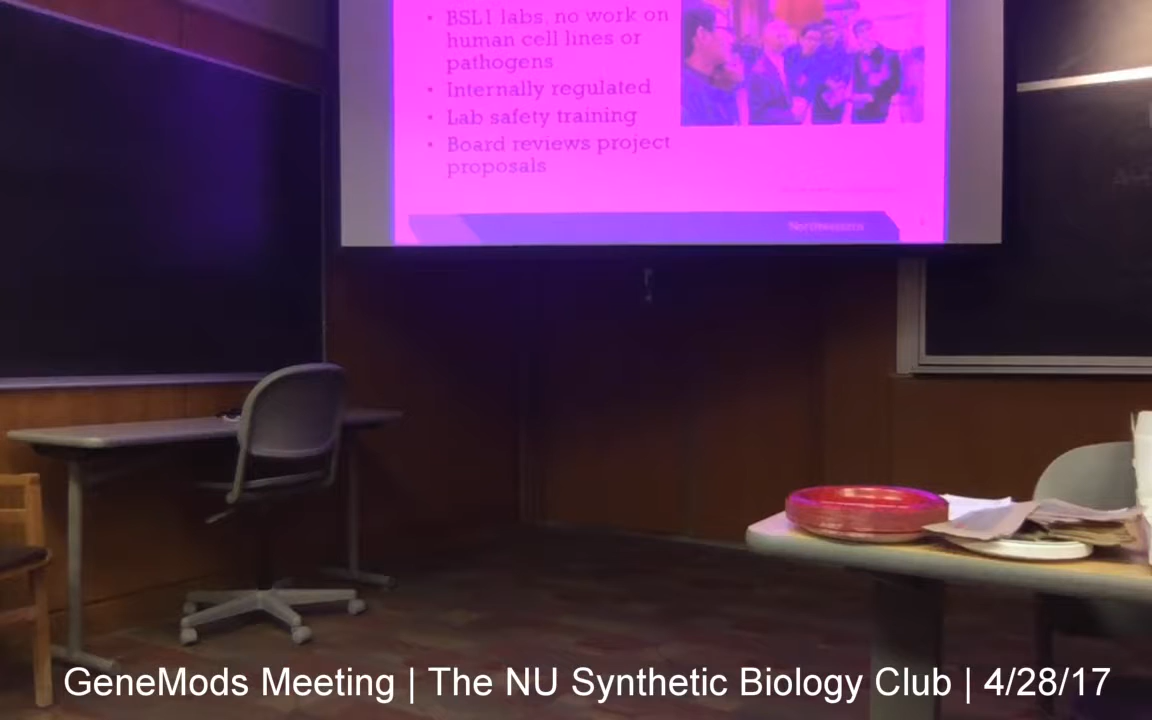 • BSL1 labs, no work on
human cell lines or
pathogens
• Internally regulated
• Lab safety training
• Board reviews project
proposals
Northwestern
GeneMods Meeting | The NU Synthetic Biology Club | 4/28/17